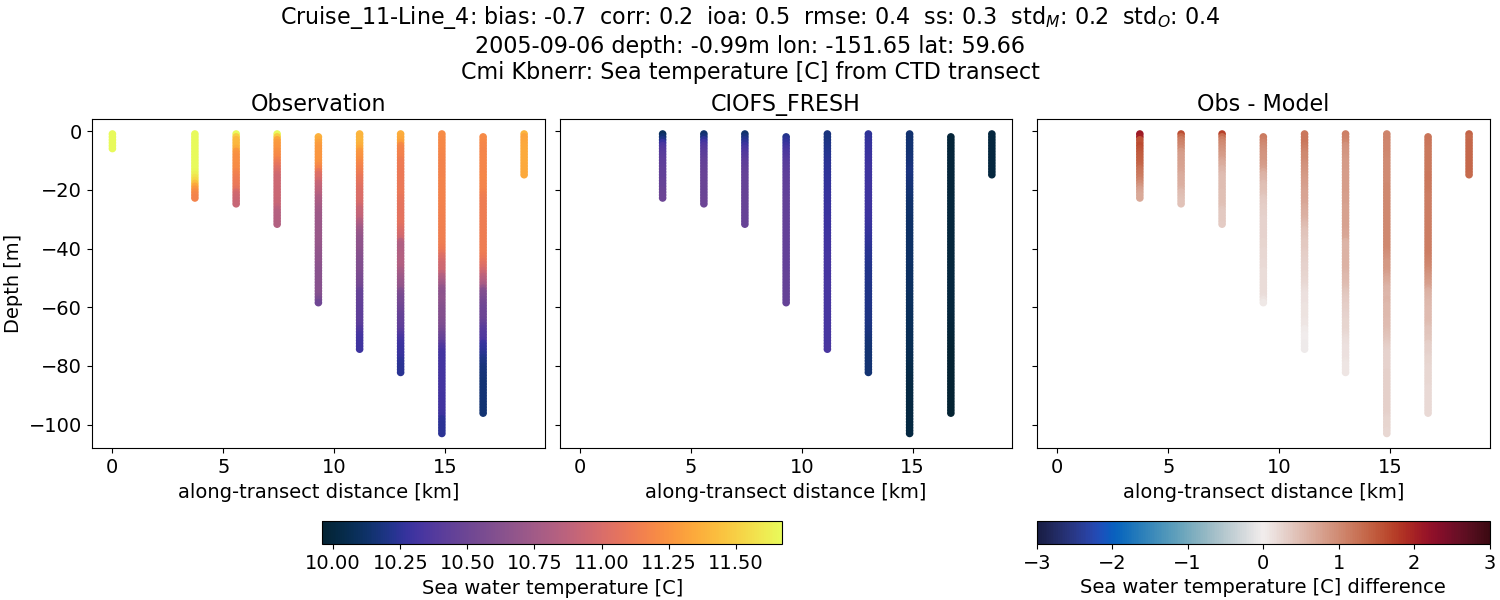 Cruise_11-Line_4: bias: -0.7  corr: 0.2  ioa: 0.5  rmse: 0.4  ss: 0.3  std_M: 0.2  std_O: 0.4
2005-09-06 depth: -0.99m lon: -151.65 lat: 59.66
Cmi Kbnerr: Sea temperature [C] from CTD transect
Observation
CIOFS_FRESH
Obs - Model
Depth [m]
0
−20
−40
−60
−80
−100
0 5 10 15
0 5 10 15
0 5 10 15
along-transect distance [km]
along-transect distance [km]
along-transect distance [km]
10.00 10.25 10.50 10.75 11.00 11.25 11.50
Sea water temperature [C]
−3 −2 −1 0 1 2 3
Sea water temperature [C] difference